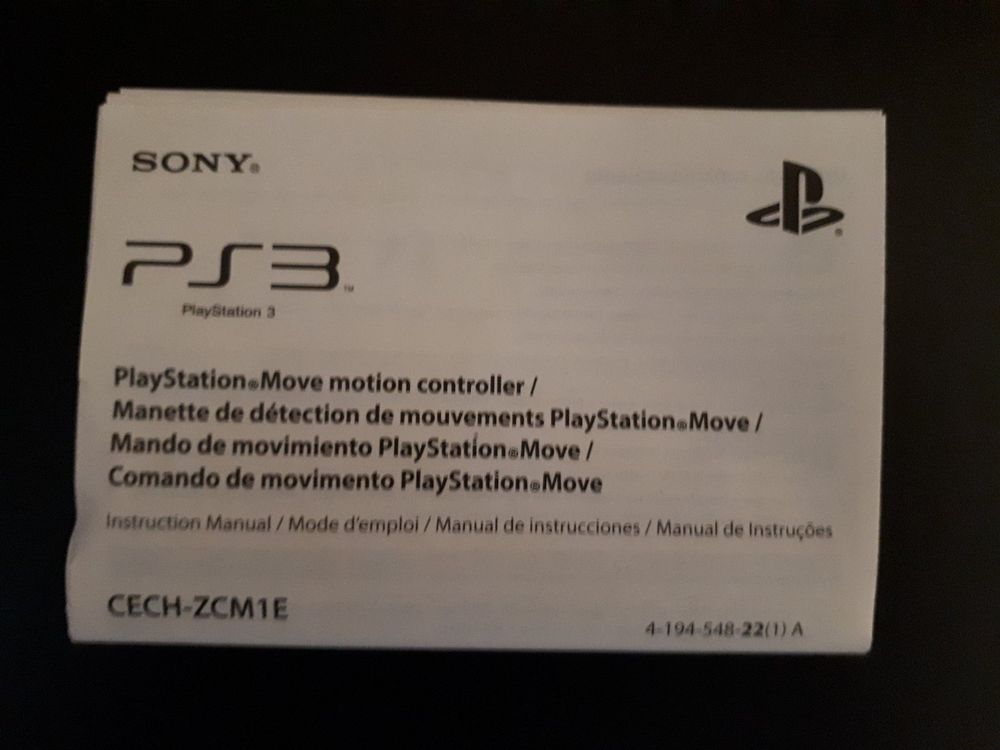 SONY®
PS3™
PlayStation 3
PlayStation®Move motion controller /
Manette de détection de mouvements PlayStation®Move /
Mando de movimiento PlayStation®Move /
Comando de movimento PlayStation®Move
Instruction Manual / Mode d'emploi / Manual de instrucciones / Manual de Instruções
CECH-ZCM1E
4-194-548-22(1) A